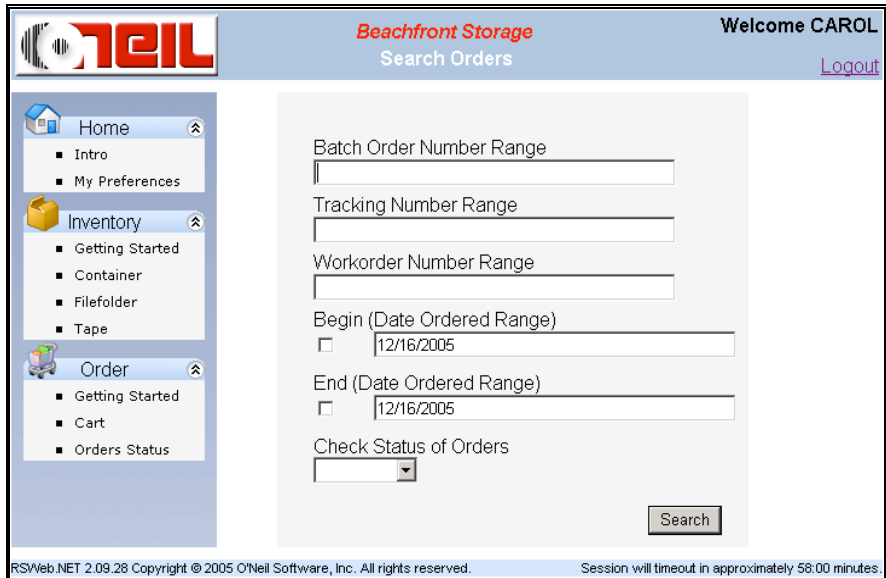 O'NEIL
Beachfront Storage
Search Orders
Welcome CAROL
Logout
Home
Intro
My Preferences
Inventory
Getting Started
Container
Filefolder
Tape
Order
Getting Started
Cart
Orders Status
Batch Order Number Range
Tracking Number Range
Workorder Number Range
Begin (Date Ordered Range)
12/16/2005
End (Date Ordered Range)
12/16/2005
Check Status of Orders
Search
RSWeb.NET 2.09.28 Copyright © 2005 O'Neil Software, Inc. All rights reserved.
Session will timeout in approximately 58:00 minutes.